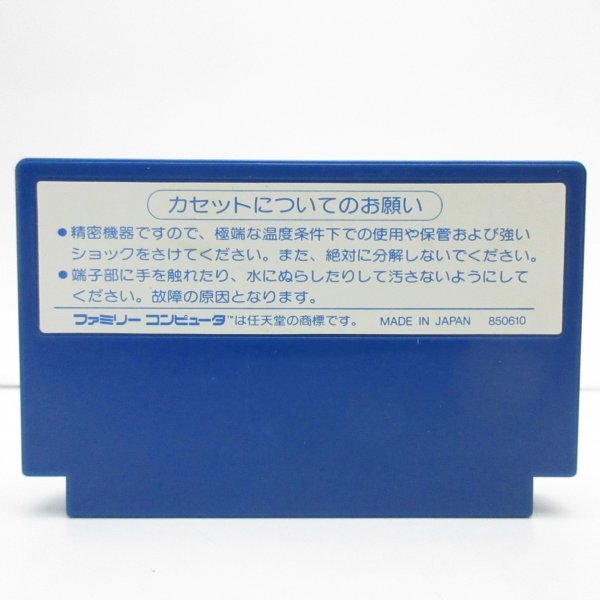 カセットについてのお願い
●精密機器ですので、極端な温度条件下での使用や保管および強い
ショックをさけてください。また、絶対に分解しないでください。
●端子部に手を触れたり、水にぬらしたりして汚さないようにして
ください。故障の原因となります。
ファミリー コンピュータ™は任天堂の商標です。 MADE IN JAPAN 850610